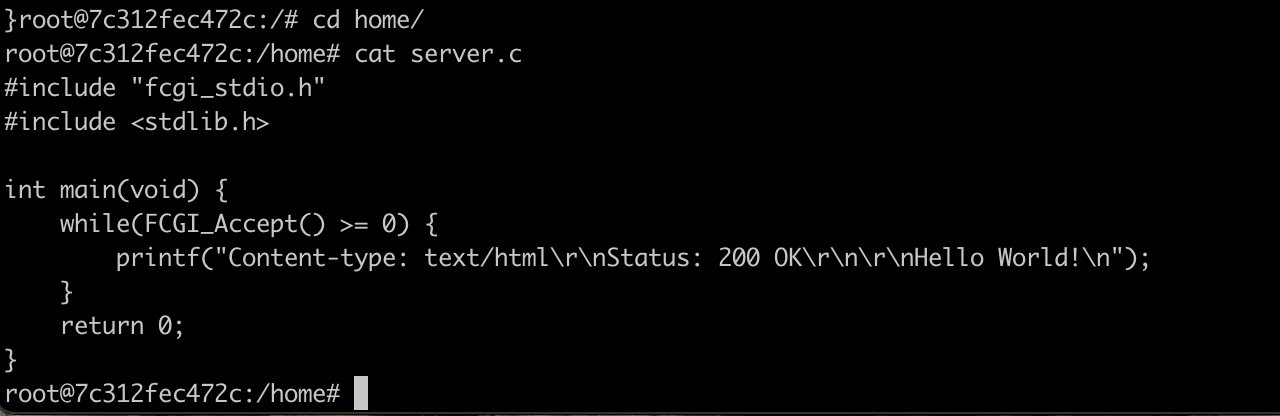 }root@7c312fec472c:/# cd home/
root@7c312fec472c:/home# cat server.c
#include "fcgi_stdio.h"
#include <stdlib.h>

int main(void) {
    while(FCGI_Accept() >= 0) {
        printf("Content-type: text/html\r\nStatus: 200 OK\r\n\r\nHello World!\n");
    }
    return 0;
}
root@7c312fec472c:/home#